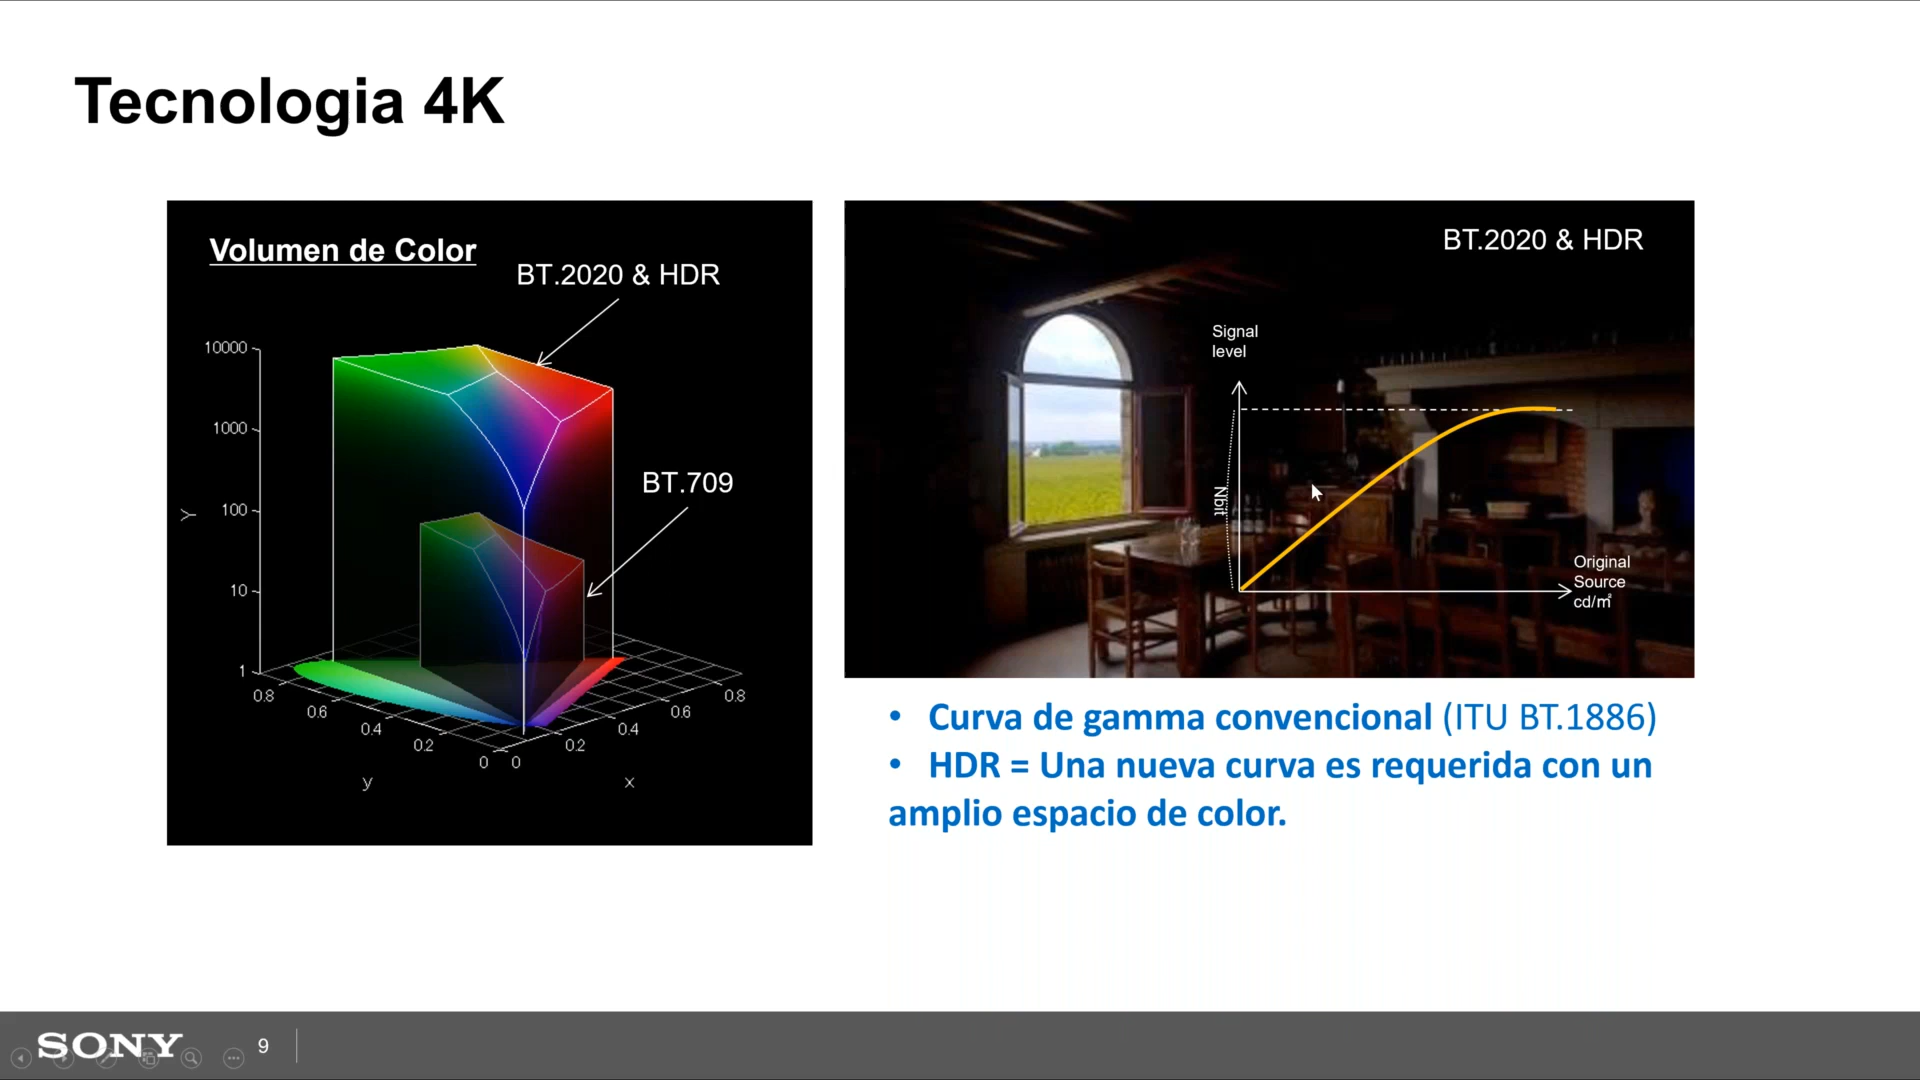 Tecnologia 4K
Volumen de Color
BT.2020 & HDR
BT.709
10000
1000
100
10
1
Y
0.8
0.6
0.4
0.2
0
y
0
0.2
0.4
0.6
0.8
x
BT.2020 & HDR
Signal
level
Nbit
Original
Source
cd/㎡
• Curva de gamma convencional (ITU BT.1886)
• HDR = Una nueva curva es requerida con un
amplio espacio de color.
SONY
9